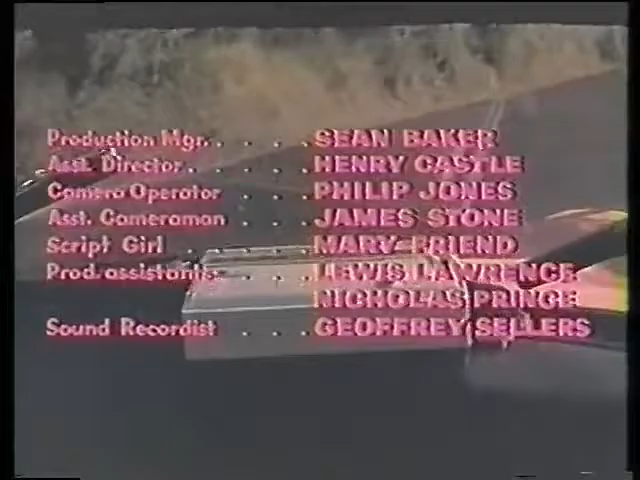 Production Mgr. . . . . SEAN BAKER
Asst. Director . . . . . HENRY CASTLE
Camera Operator . . . PHILIP JONES
Asst. Cameraman . . . JAMES STONE
Script Girl . . . . . MARY FRIEND
Prod. assistants . . . . LEWIS LAWRENCE
NICHOLAS PRINCE
Sound Recordist . . . GEOFFREY SELLERS